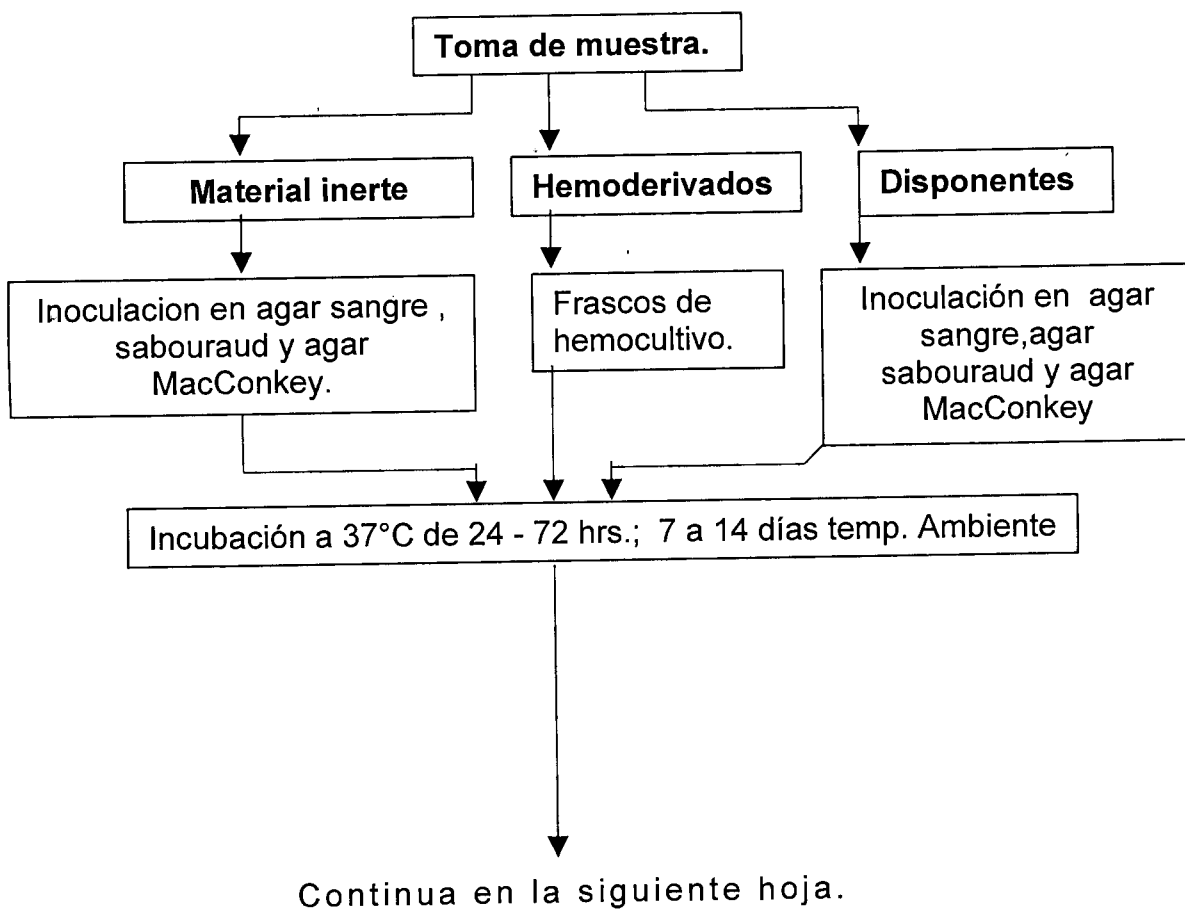 Toma de muestra.
Material inerte
Hemoderivados
Disponentes
Inoculacion en agar sangre ,
sabouraud y agar
MacConkey.
Frascos de
hemocultivo.
Inoculación en agar
sangre,agar
sabouraud y agar
MacConkey
Incubación a 37°C de 24 - 72 hrs.; 7 a 14 días temp. Ambiente
Continua en la siguiente hoja.